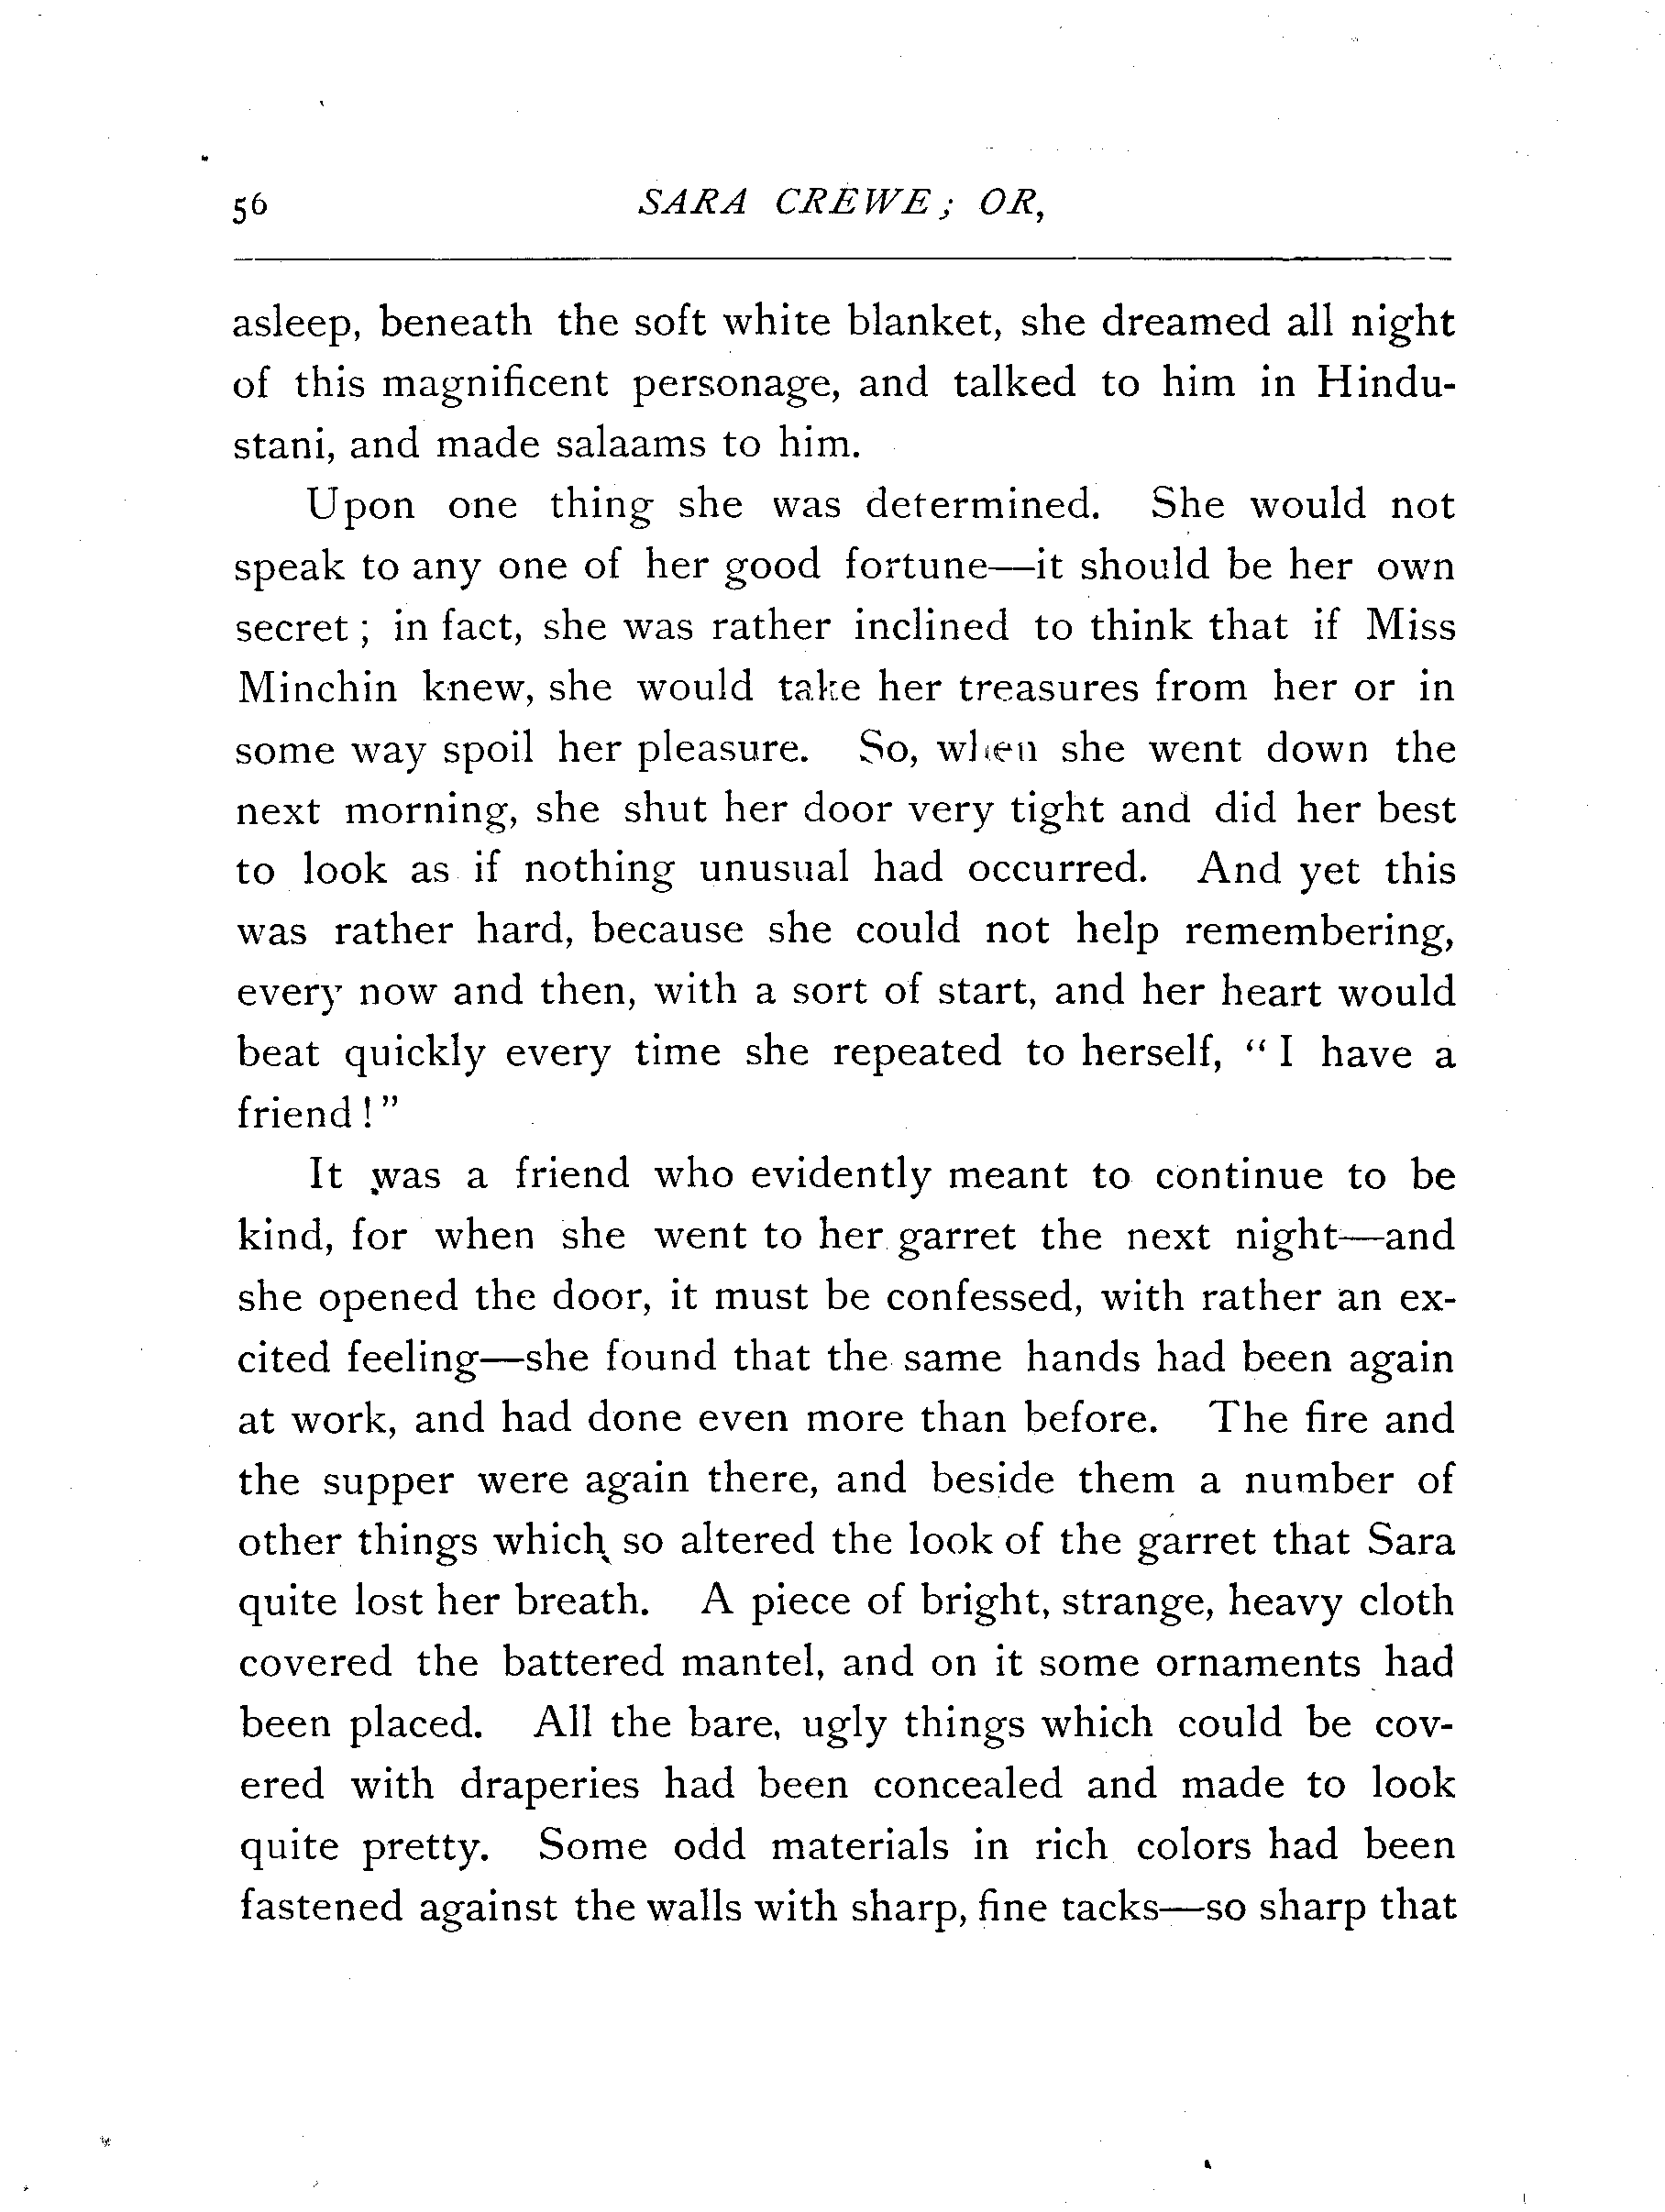 56 SARA CREWE; OR,
asleep, beneath the soft white blanket, she dreamed all night
of this magnificent personage, and talked to him in Hindu-
stani, and made salaams to him.
Upon one thing she was determined. She would not
speak to any one of her good fortune—it should be her own
secret; in fact, she was rather inclined to think that if Miss
Minchin knew, she would take her treasures from her or in
some way spoil her pleasure. So, when she went down the
next morning, she shut her door very tight and did her best
to look as if nothing unusual had occurred. And yet this
was rather hard, because she could not help remembering,
every now and then, with a sort of start, and her heart would
beat quickly every time she repeated to herself, "I have a
friend!"
It was a friend who evidently meant to continue to be
kind, for when she went to her garret the next night—and
she opened the door, it must be confessed, with rather an ex-
cited feeling—she found that the same hands had been again
at work, and had done even more than before. The fire and
the supper were again there, and beside them a number of
other things which so altered the look of the garret that Sara
quite lost her breath. A piece of bright, strange, heavy cloth
covered the battered mantel, and on it some ornaments had
been placed. All the bare, ugly things which could be cov-
ered with draperies had been concealed and made to look
quite pretty. Some odd materials in rich colors had been
fastened against the walls with sharp, fine tacks—so sharp that